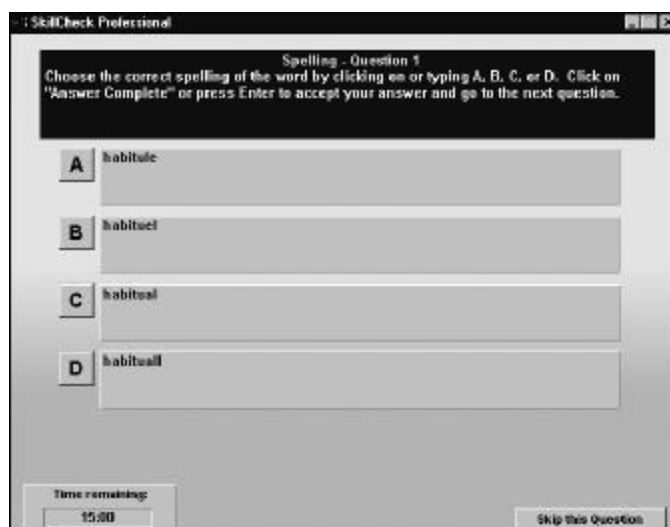 SkillCheck Professional
Spelling - Question 1
Choose the correct spelling of the word by clicking on or typing A, B, C, or D. Click on
"Answer Complete" or press Enter to accept your answer and go to the next question.
A habitule
B habituel
C habitual
D habituall
Time remaining:
15:00
Skip this Question